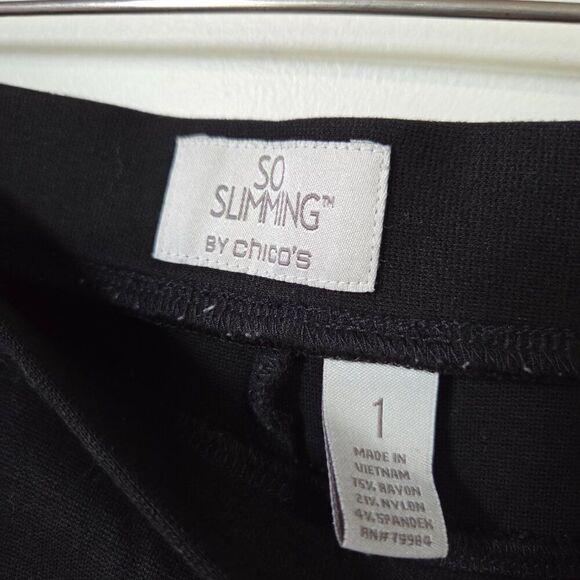 SO
SLIMMING™
BY chico's
1
MADE IN
VIETNAM
75% RAYON
21% NYLON
4% SPANDEX
RN# 79984